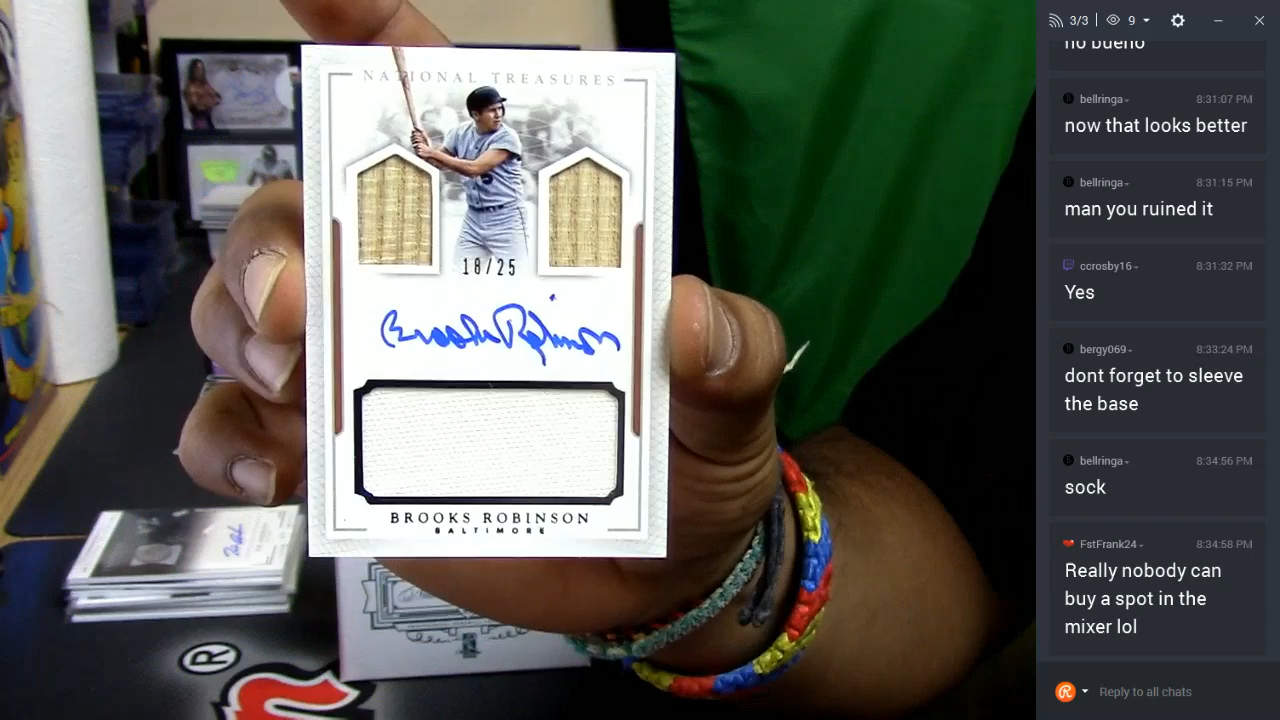 NATIONAL TREASURES
18/25
Brooks Robinson
BROOKS ROBINSON
BALTIMORE
®
3/3
9
no bueno
bellringa
8:31:07 PM
now that looks better
bellringa
8:31:15 PM
man you ruined it
ccrosby16
8:31:32 PM
Yes
bergy069
8:33:24 PM
dont forget to sleeve
the base
bellringa
8:34:56 PM
sock
FstFrank24
8:34:58 PM
Really nobody can
buy a spot in the
mixer lol
Reply to all chats